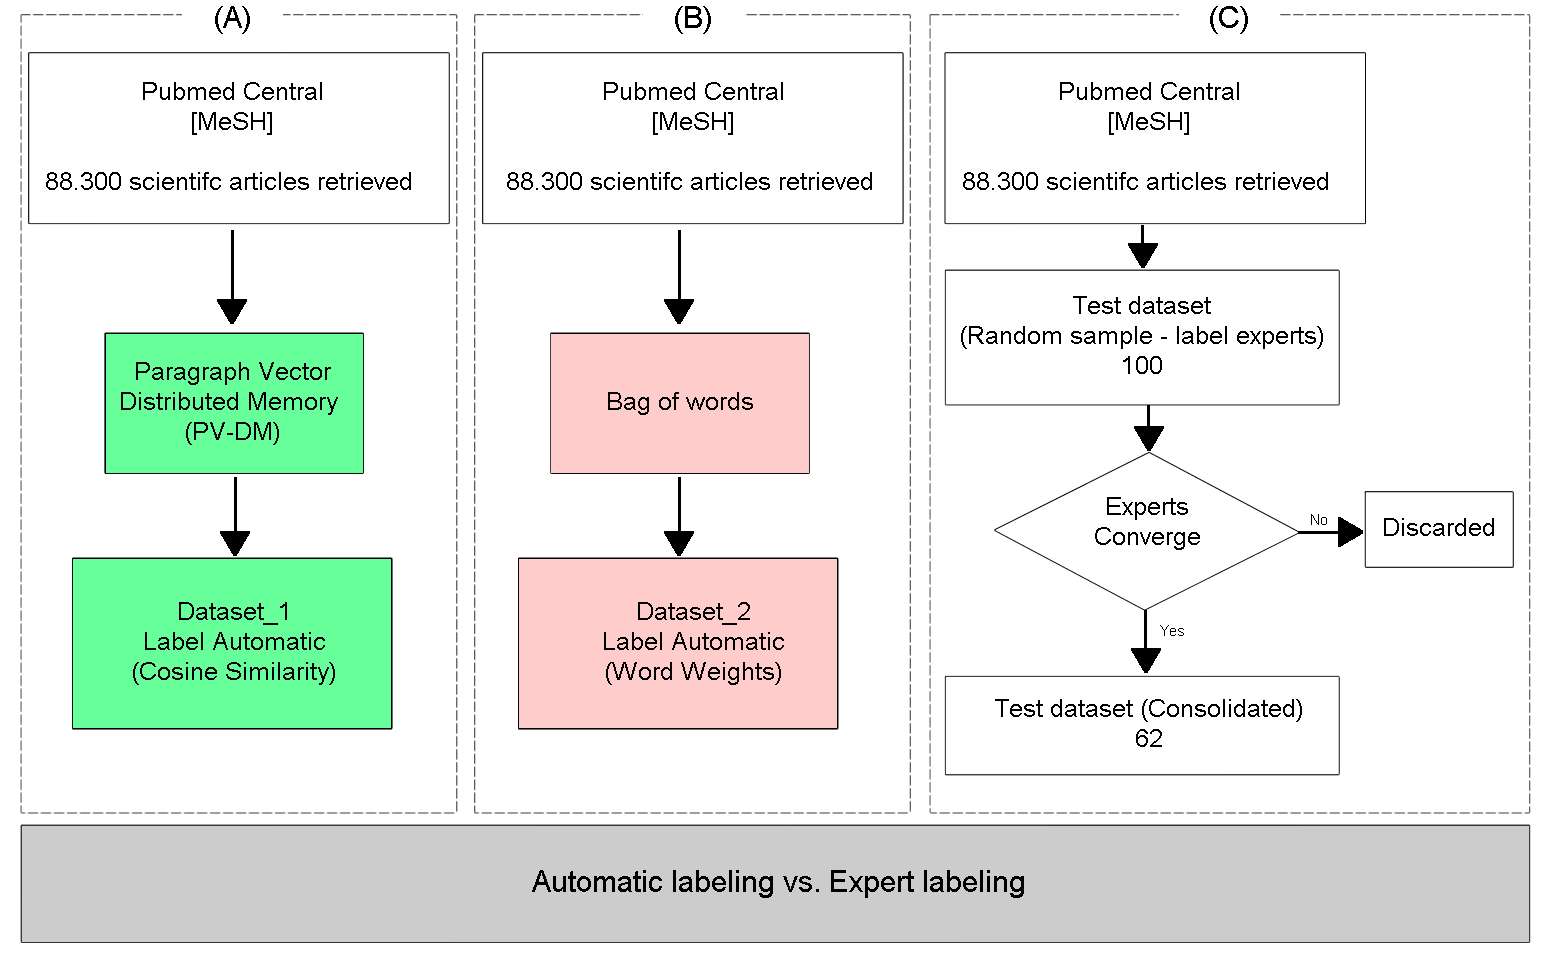 (A)
Pubmed Central
[MeSH]
88.300 scientifc articles retrieved
Paragraph Vector
Distributed Memory
(PV-DM)
Dataset_1
Label Automatic
(Cosine Similarity)
(B)
Pubmed Central
[MeSH]
88.300 scientifc articles retrieved
Bag of words
Dataset_2
Label Automatic
(Word Weights)
(C)
Pubmed Central
[MeSH]
88.300 scientifc articles retrieved
Test dataset
(Random sample - label experts)
100
Experts
Converge
No
Discarded
Yes
Test dataset (Consolidated)
62
Automatic labeling vs. Expert labeling